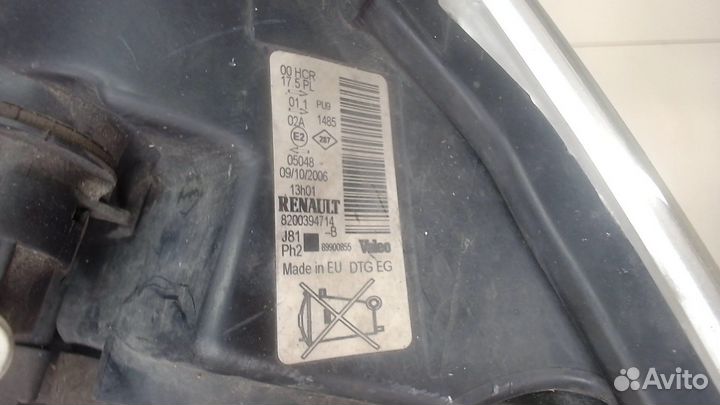 00 HCR
17.5 PL
01.1 PU9
02A 1485
E2 287
05048
09/10/2006
13h01
RENAULT
8200394714
J81 -B
Ph2 89900855 Valeo
Made in EU DTG EG
Avito